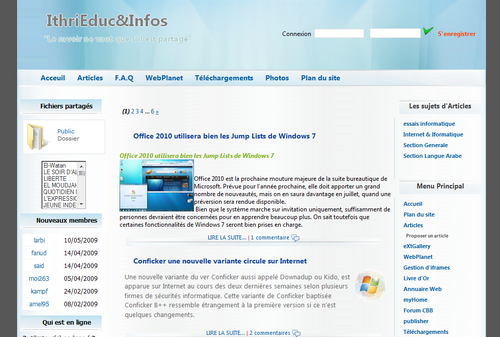 IthriEduc&Infos
"Le savoir ne vaut que s'il est partagé
Connexion
S'enregistrer
Acceuil Articles F.A.Q WebPlanet Téléchargements Photos Plan du site
Fichiers partagés
Public
Dossier
El-Watan
LE SOIR D'AL
LIBERTE
EL MOUDJAH
QUOTIDIEN
L'EXPRESSIO
JEUNE INDE
Nouveaux membres
larbi 10/05/2009
fariud 14/04/2009
said 14/04/2009
moi263 05/04/2009
kampf 24/02/2009
amel95 08/02/2009
Qui est en ligne
(1) 2 3 4 ... 6 »
Office 2010 utilisera bien les Jump Lists de Windows 7
Office 2010 utilisera bien les Jump Lists de Windows 7
Office 2010 est la prochaine mouture majeure de la suite bureautique de
Microsoft. Prévue pour l'année prochaine, elle doit apporter un grand
nombre de nouveautés, mais on en saura davantage en juillet, quand une
préversion sera rendue disponible.
Bien que le système marche sur invitation uniquement, suffisamment de
personnes devraient être concernées pour en apprendre beaucoup plus. On sait toutefois que
certaines fonctionnalités de Windows 7 seront bien prises en charge.
LIRE LA SUITE... | 1 commentaire
Conficker une nouvelle variante circule sur Internet
Une nouvelle variante du ver Conficker aussi appelé Downadup ou Kido, est
apparue sur Internet au cours des deux dernières semaines selon plusieurs
firmes de sécurités informatique. Cette variante de Conficker baptisée
Conficker B++ ressemble étrangement à la première version si ce n'est
quelques changements.
LIRE LA SUITE... | 2 commentaires
Les sujets d'Articles
essais informatique
Internet & Iformatique
Section Generale
Section Langue Arabe
Menu Principal
Accueil
Plan du site
Articles
Proposer un article
eXtGallery
WebPlanet
Gestion d'iframes
Livre d'Or
Annuaire Web
myHome
Forum CBB
publisher
Téléchargements